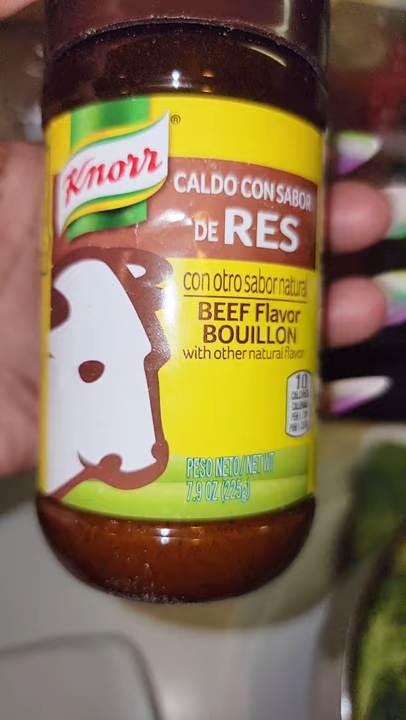 Knorr®
CALDO CON SABOR
DE RES
con otro sabor natural
BEEF Flavor
BOUILLON
with other natural flavor
10
PESO NETO/NET WT
7.9 OZ (225g)